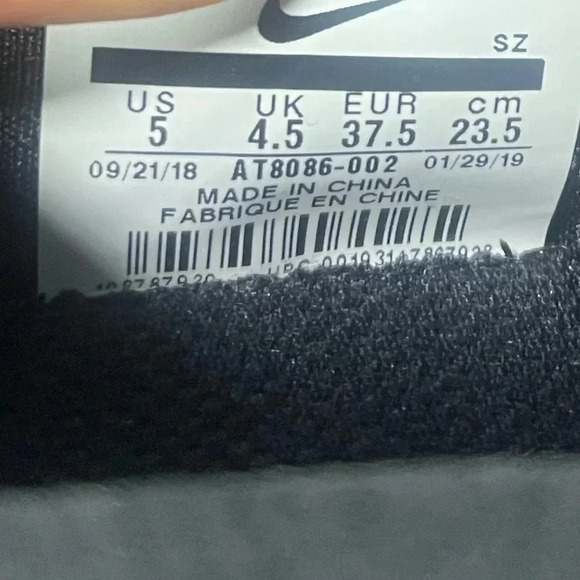 SZ
US UK EUR cm
5 4.5 37.5 23.5
09/21/18 AT8086-002 01/29/19
MADE IN CHINA
FABRIQUE EN CHINE